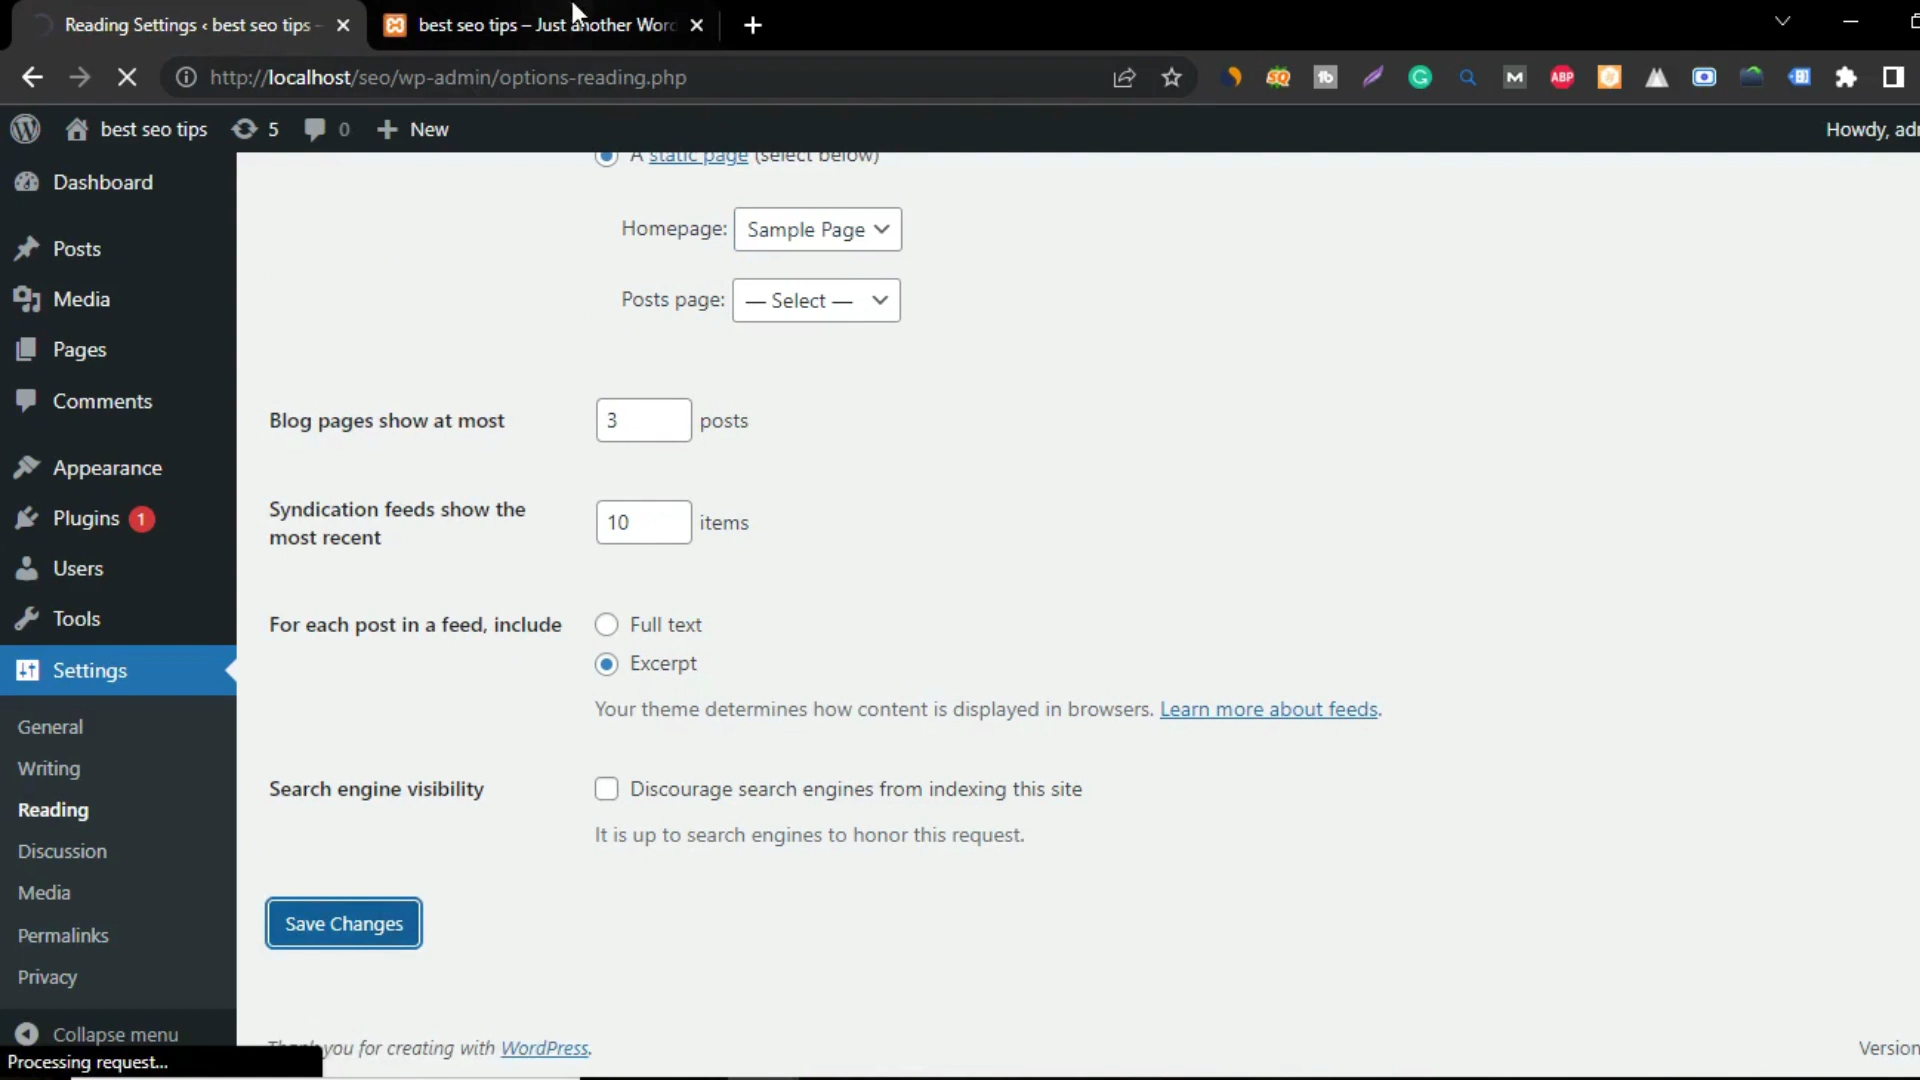 Reading Settings ‹ best seo tips –
best seo tips – Just another Wor
http://localhost/seo/wp-admin/options-reading.php
best seo tips
5
0
New
Howdy, adm
Dashboard
Posts
Media
Pages
Comments
Appearance
Plugins 1
Users
Tools
Settings
General
Writing
Reading
Discussion
Media
Permalinks
Privacy
Collapse menu
Processing request...
A static page (select below)
Homepage: Sample Page
Posts page: — Select —
Blog pages show at most 3 posts
Syndication feeds show the
most recent
10 items
For each post in a feed, include
Full text
Excerpt
Your theme determines how content is displayed in browsers. Learn more about feeds.
Search engine visibility
Discourage search engines from indexing this site
It is up to search engines to honor this request.
Save Changes
Thank you for creating with WordPress.
Version